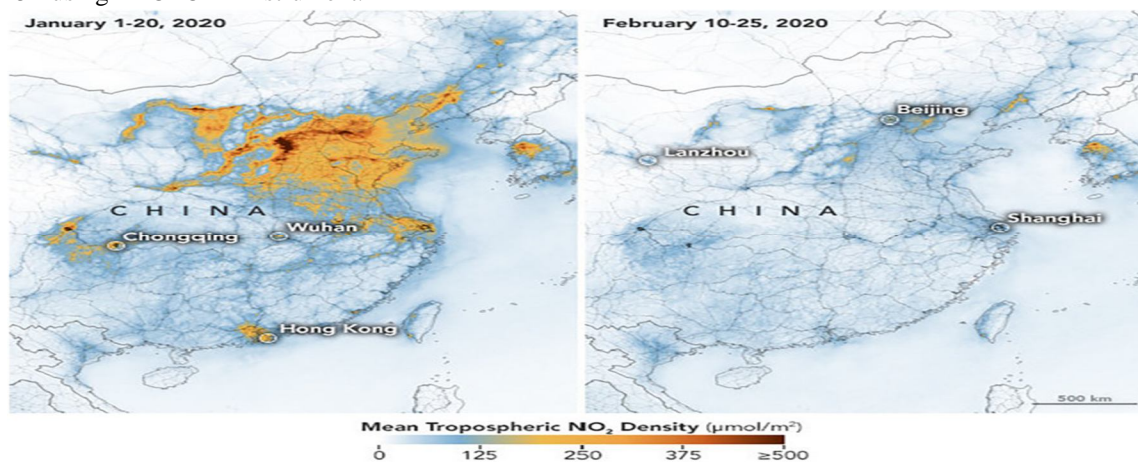 January 1-20, 2020
February 10-25, 2020
Beijing
Lanzhou
CHINA
CHINA
Chongqing
Wuhan
Shanghai
Hong Kong
500 km
Mean Tropospheric NO₂ Density (µmol/m²)
0 125 250 375 ≥500